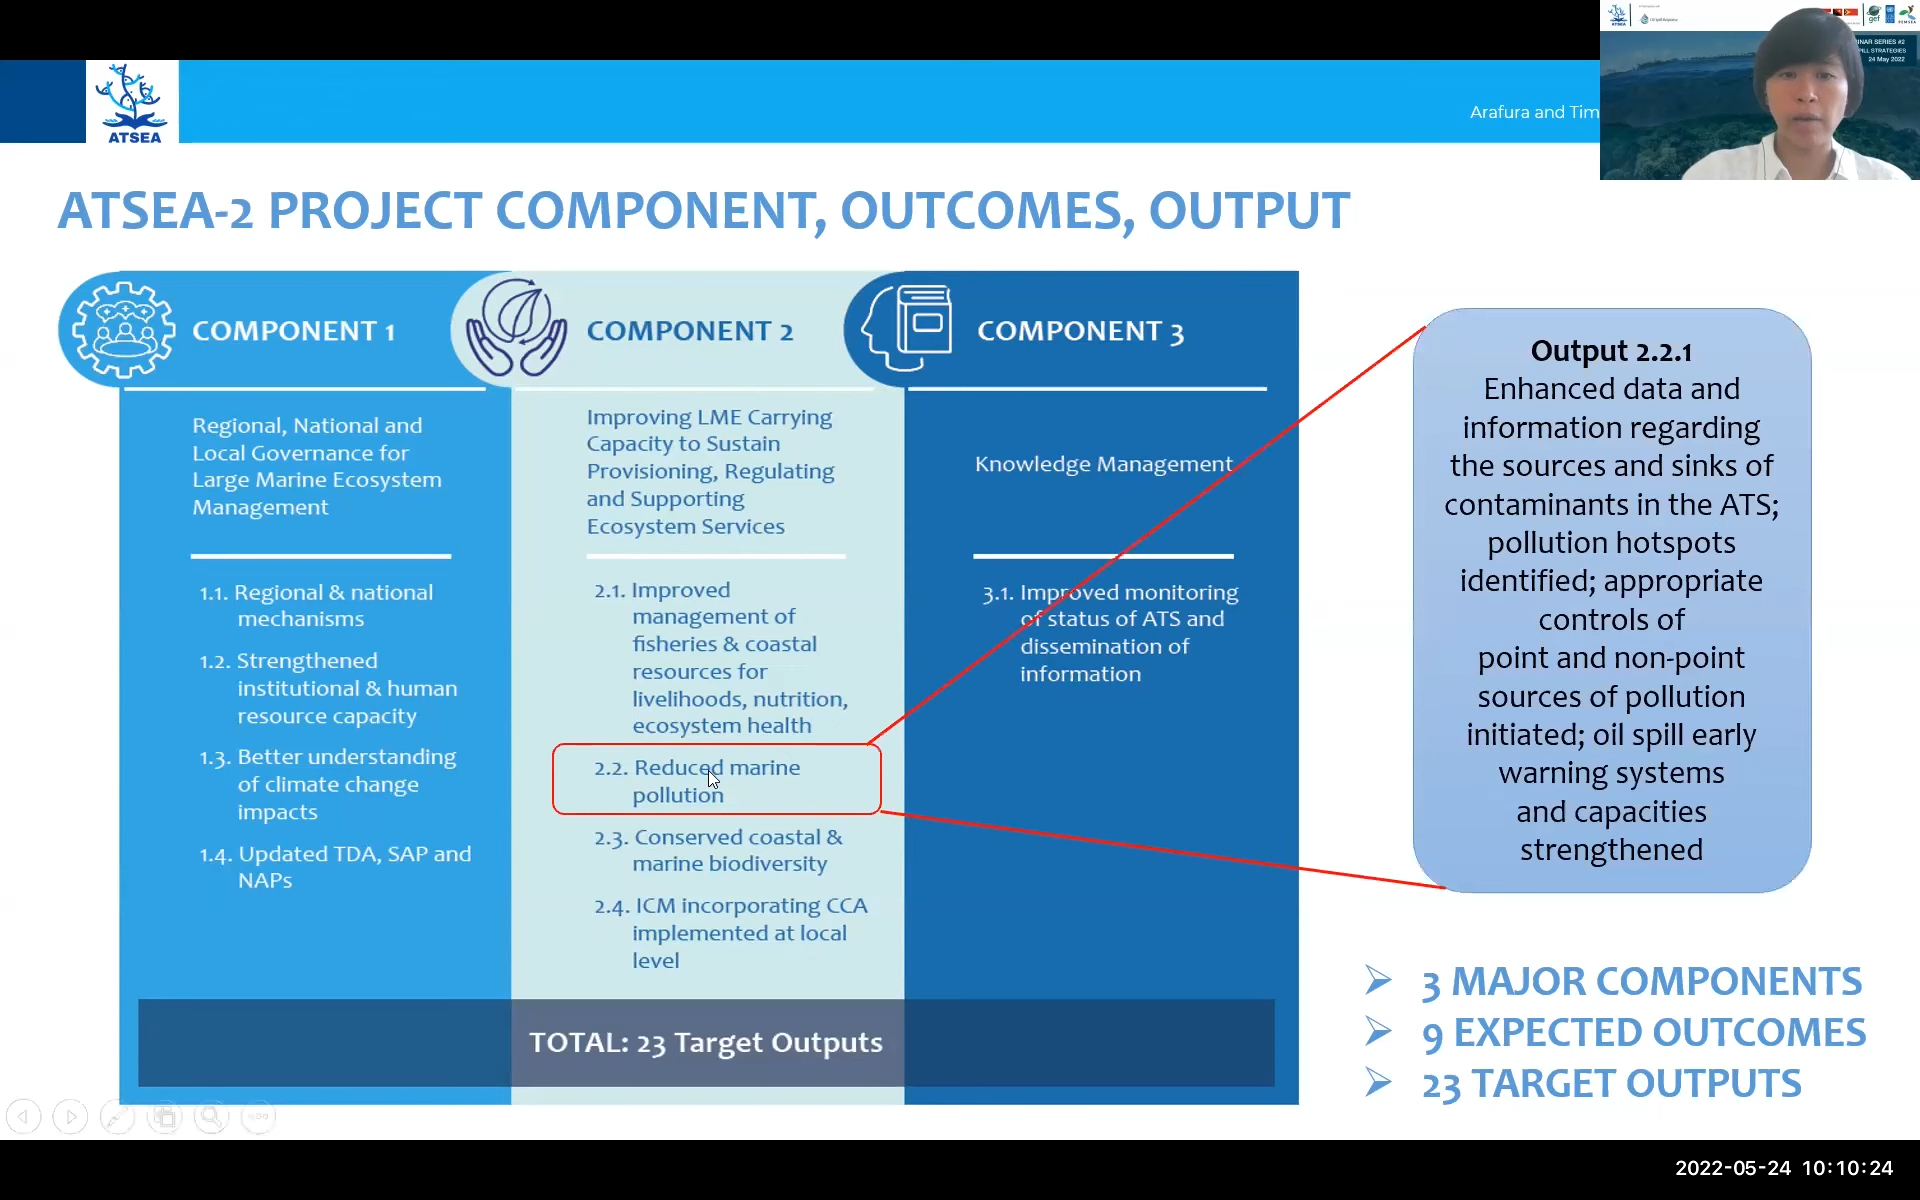 ATSEA
Arafura and Tim
INAR SERIES #2
PILL STRATEGIES
24 May 2022
gef
ATSEA-2 PROJECT COMPONENT, OUTCOMES, OUTPUT
COMPONENT 1
Regional, National and
Local Governance for
Large Marine Ecosystem
Management
1.1. Regional & national
mechanisms
1.2. Strengthened
institutional & human
resource capacity
1.3. Better understanding
of climate change
impacts
1.4. Updated TDA, SAP and
NAPs
COMPONENT 2
Improving LME Carrying
Capacity to Sustain
Provisioning, Regulating
and Supporting
Ecosystem Services
2.1. Improved
management of
fisheries & coastal
resources for
livelihoods, nutrition,
ecosystem health
2.2. Reduced marine
pollution
2.3. Conserved coastal &
marine biodiversity
2.4. ICM incorporating CCA
implemented at local
level
COMPONENT 3
Knowledge Management
3.1. Improved monitoring
of status of ATS and
dissemination of
information
TOTAL: 23 Target Outputs
Output 2.2.1
Enhanced data and
information regarding
the sources and sinks of
contaminants in the ATS;
pollution hotspots
identified; appropriate
controls of
point and non-point
sources of pollution
initiated; oil spill early
warning systems
and capacities
strengthened
3 MAJOR COMPONENTS
9 EXPECTED OUTCOMES
23 TARGET OUTPUTS
2022-05-24 10:10:24